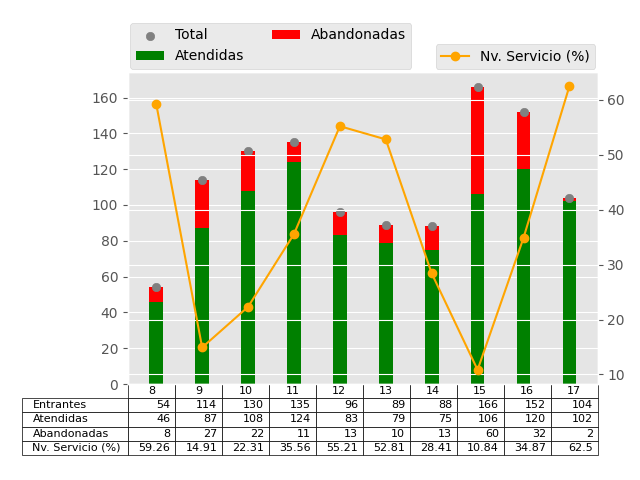 Total
Atendidas
Abandonadas
Nv. Servicio (%)
160
140
120
100
80
60
40
20
0
60
50
40
30
20
10
8 9 10 11 12 13 14 15 16 17
Entrantes 54 114 130 135 96 89 88 166 152 104
Atendidas 46 87 108 124 83 79 75 106 120 102
Abandonadas 8 27 22 11 13 10 13 60 32 2
Nv. Servicio (%) 59.26 14.91 22.31 35.56 55.21 52.81 28.41 10.84 34.87 62.5